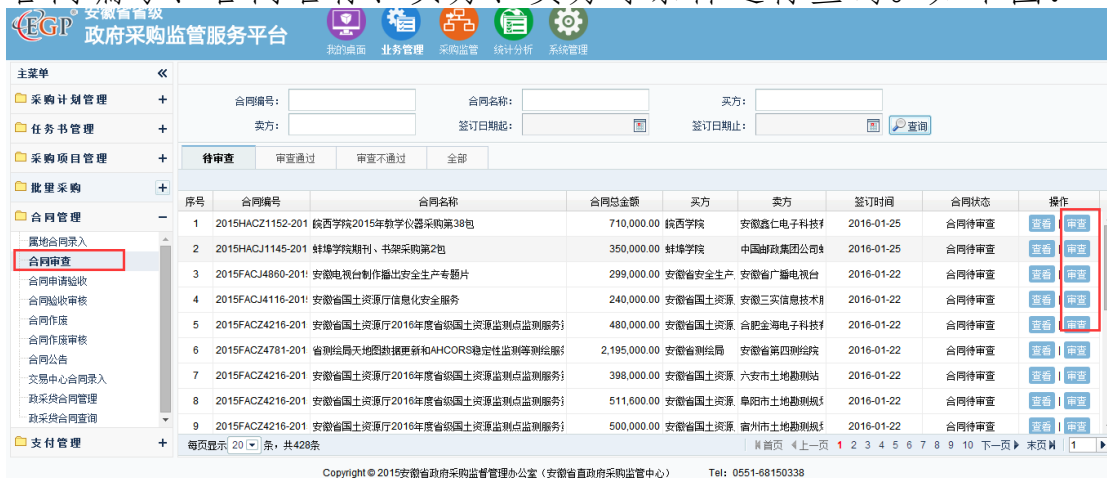 安徽省省级
EGP 政府采购监管服务平台
我的桌面 业务管理 采购监管 统计分析 系统管理
主菜单 «
采购计划管理 +
任务书管理 +
采购项目管理 +
批量采购 +
合同管理 −
属地合同录入
合同审查
合同申请验收
合同验收审核
合同作废
合同作废审核
合同公告
交易中心合同录入
政采贷合同管理
政采贷合同查询
支付管理 +
合同编号: 合同名称: 买方:
卖方: 签订日期起: 签订日期止: 查询
待审查 审查通过 审查不通过 全部
序号 合同编号 合同名称 合同总金额 买方 卖方 签订时间 合同状态 操作
1 2015HACZ1152-201 皖西学院2015年教学仪器采购第38包 710,000.00 皖西学院 安徽鑫仁电子科技有 2016-01-25 合同待审查 查看 | 审查
2 2015HACJ1145-201 蚌埠学院期刊、书架采购第2包 350,000.00 蚌埠学院 中国邮政集团公司蚌 2016-01-25 合同待审查 查看 | 审查
3 2015FACJ4860-201 安徽电视台制作播出安全生产专题片 299,000.00 安徽省安全生产 安徽省广播电视台 2016-01-22 合同待审查 查看 | 审查
4 2015FACJ4116-201 安徽省国土资源厅信息化安全服务 240,000.00 安徽省国土资源 安徽三实信息技术服 2016-01-22 合同待审查 查看 | 审查
5 2015FACZ4216-201 安徽省国土资源厅2016年度省级国土资源监测点监测服务 480,000.00 安徽省国土资源 合肥金海电子科技有 2016-01-22 合同待审查 查看 | 审查
6 2015FACZ4781-201 省测绘局天地图数据更新和AHCORS稳定性监测等测绘服务 2,195,000.00 安徽省测绘局 安徽省第四测绘院 2016-01-22 合同待审查 查看 | 审查
7 2015FACZ4216-201 安徽省国土资源厅2016年度省级国土资源监测点监测服务 398,000.00 安徽省国土资源 六安市土地勘测站 2016-01-22 合同待审查 查看 | 审查
8 2015FACZ4216-201 安徽省国土资源厅2016年度省级国土资源监测点监测服务 511,600.00 安徽省国土资源 阜阳市土地勘测规划 2016-01-22 合同待审查 查看 | 审查
9 2015FACZ4216-201 安徽省国土资源厅2016年度省级国土资源监测点监测服务 500,000.00 安徽省国土资源 宿州市土地勘测规划 2016-01-22 合同待审查 查看 | 审查
每页显示 20 条，共428条 首页 上一页 1 2 3 4 5 6 7 8 9 10 下一页 末页 1
Copyright © 2015安徽省政府采购监督管理办公室（安徽省直政府采购监管中心） Tel: 0551-68150338